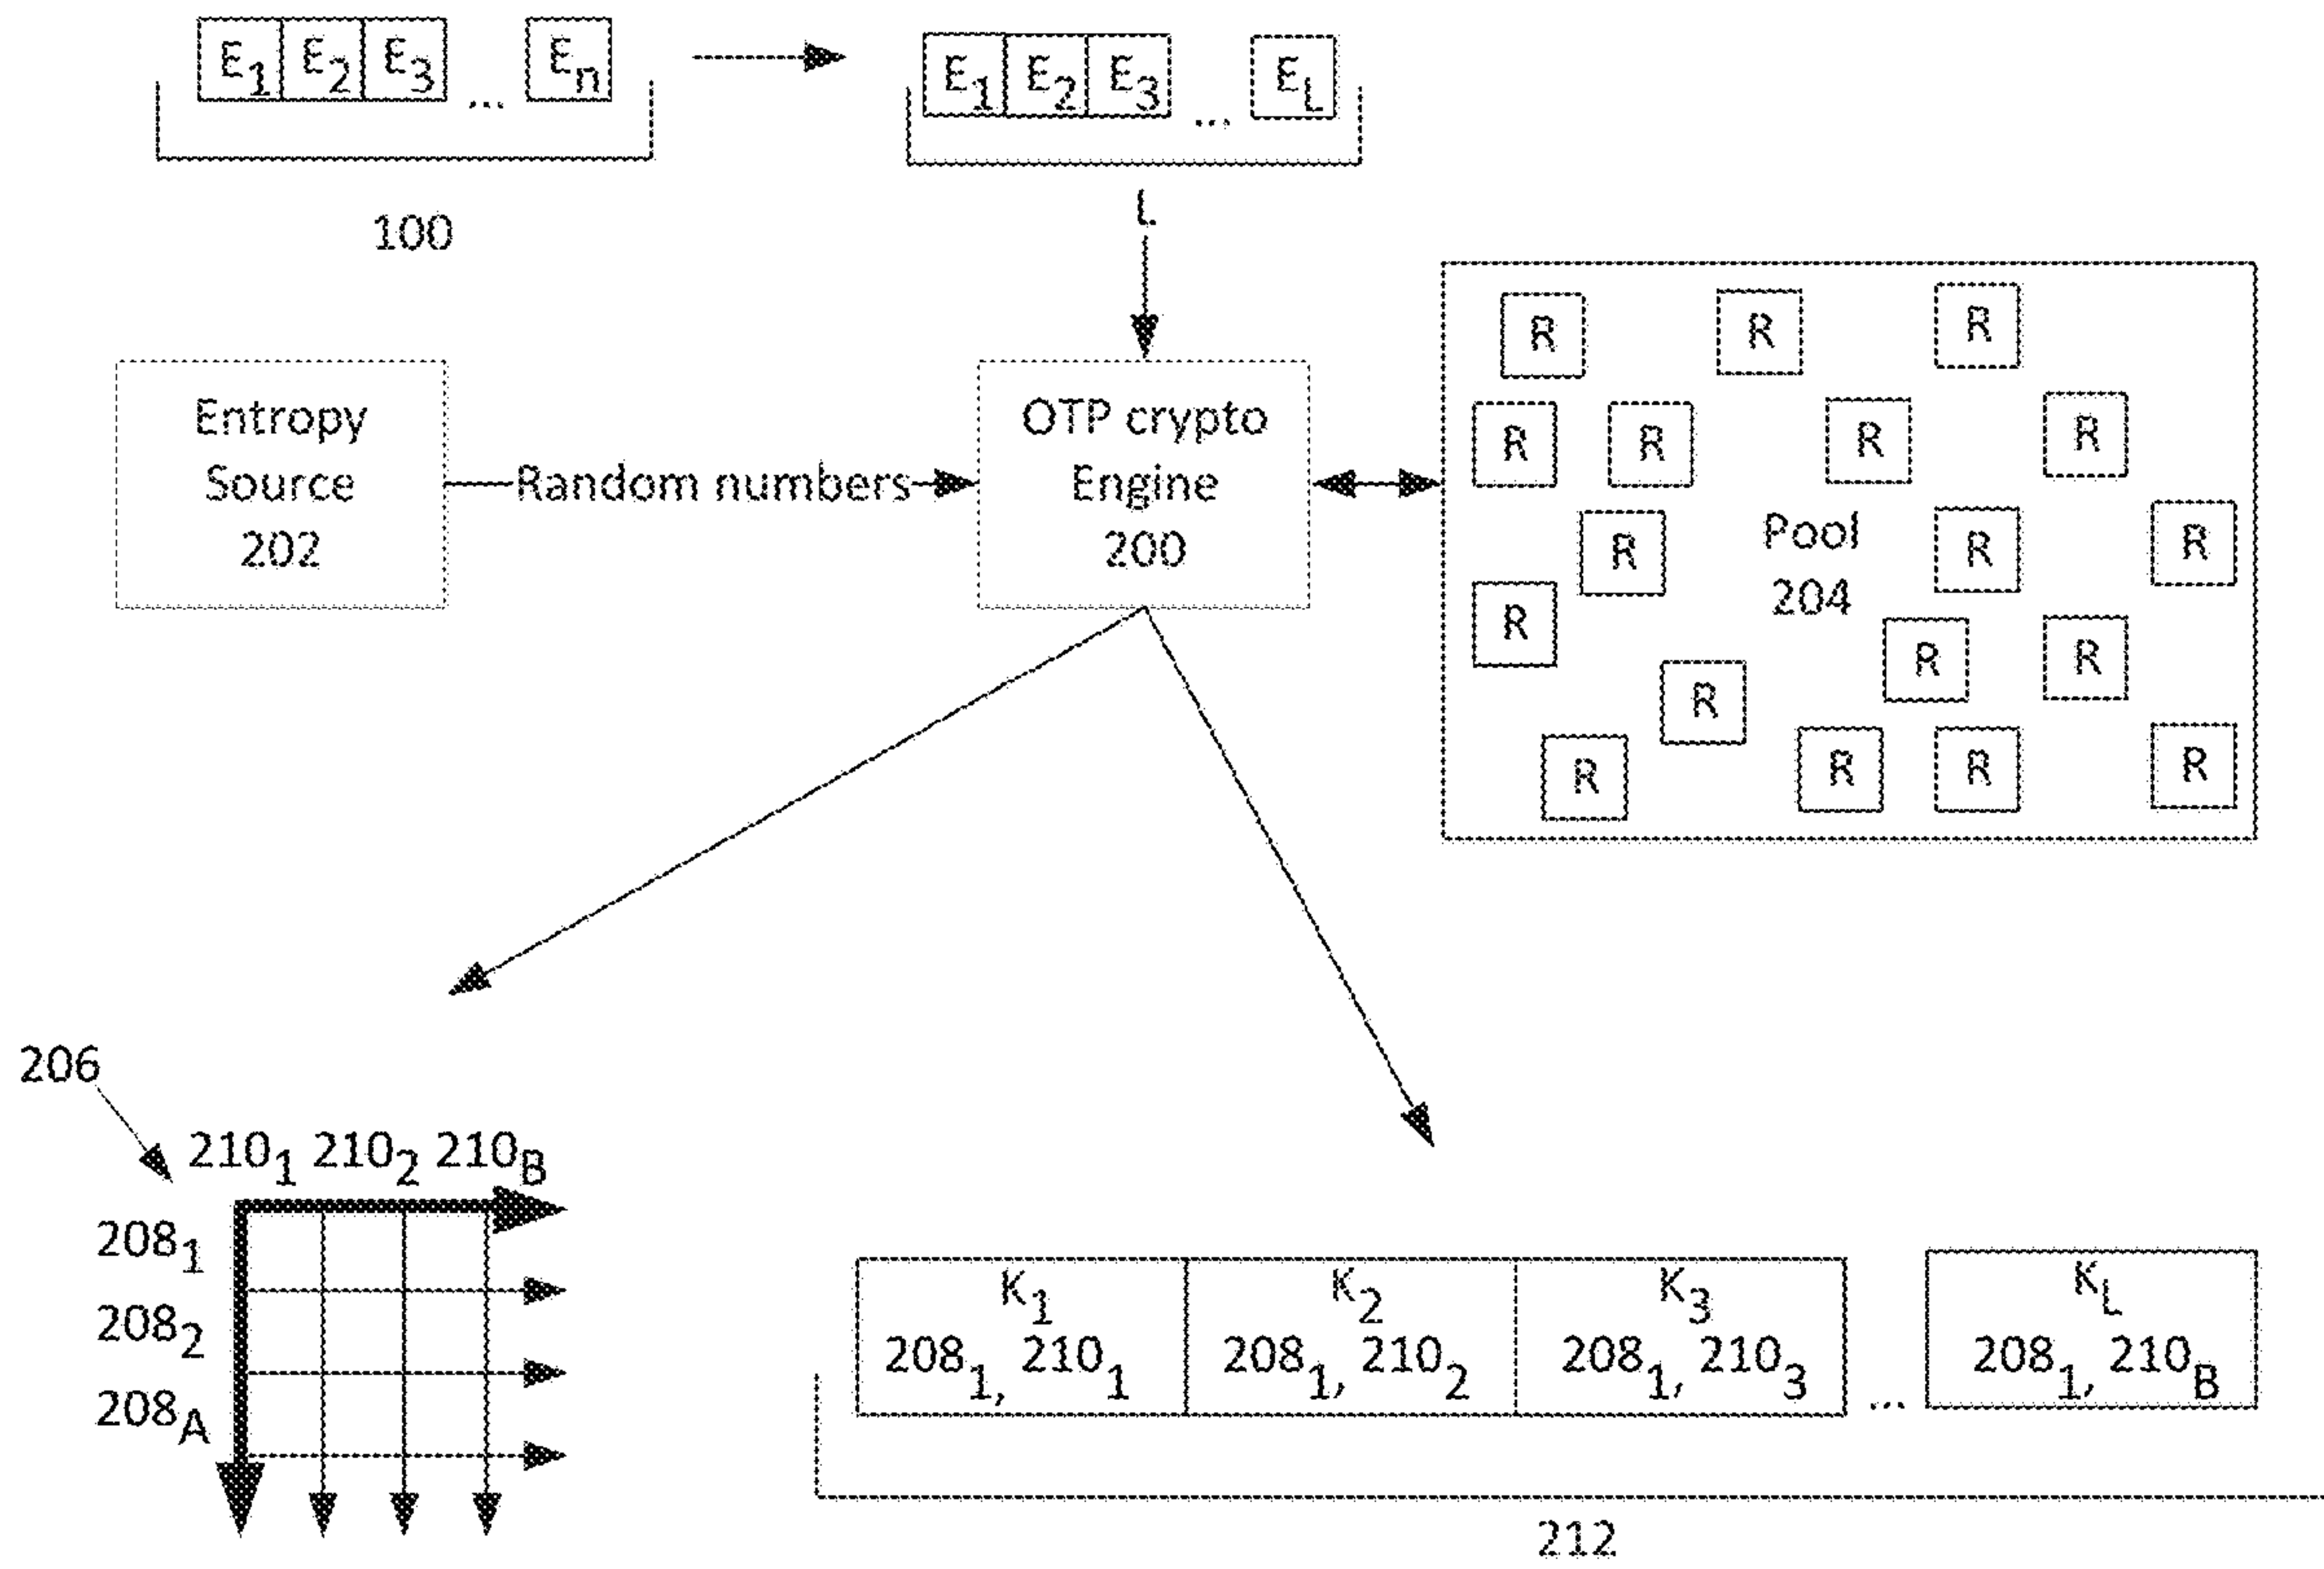 E1 E2 E3 ... En
E1 E2 E3 ... EL
100
L
Entropy
Source
202
Random numbers
OTP crypto
Engine
200
R R R
R R R R
R R R
Pool
204
R R R
R
R R R R
206
2101 2102 210B
2081
2082
208A
K1
2081, 2101
K2
2081, 2102
K3
2081, 2103
...
KL
2081, 210B
212